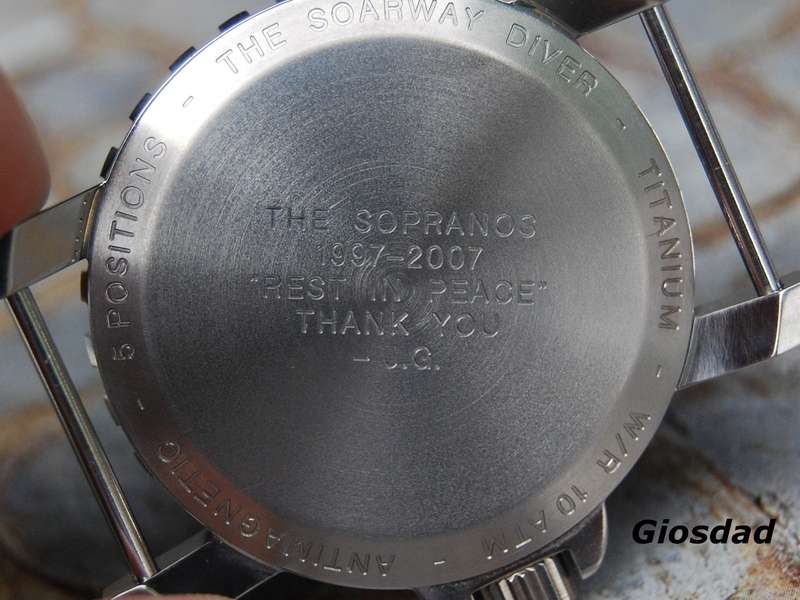 THE SOARWAY DIVER - TITANIUM - W/R 10 ATM - ANTIMAGNETIC - 5 POSITIONS -
THE SOPRANOS
1997-2007
"REST IN PEACE"
THANK YOU
- J.G.
Giosdad